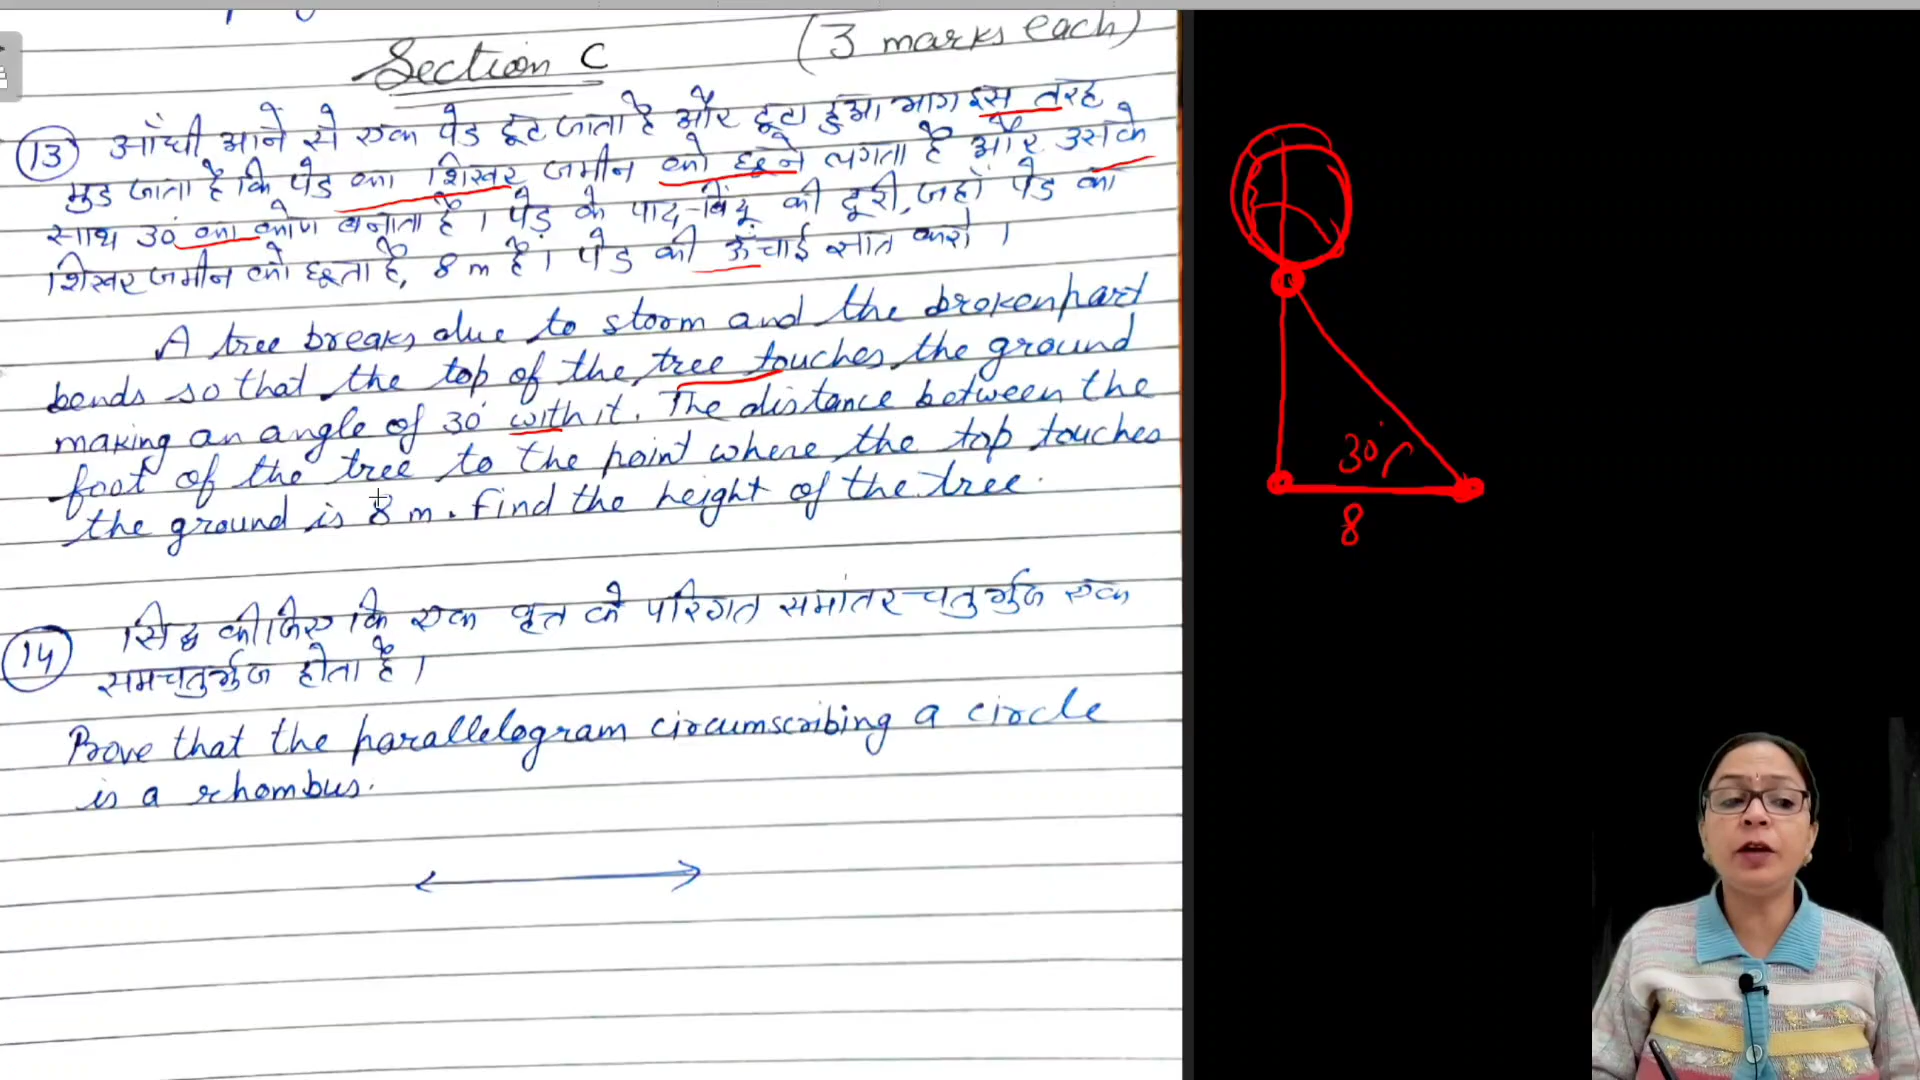 Section C (3 marks each)
(13) आँधी आने से एक पेड टूट जाता है और टूटा हुआ भाग इस तरह
मुड जाता है कि पेड का शिखर जमीन को छूने लगता है और उसके
साथ 30° का कोण बनाता है। पेड़ के पाद-बिंदू की दूरी, जहाँ पेड का
शिखर जमीन को छूता है, 8 m है। पेड की ऊँचाई ज्ञात करो।
A tree breaks due to storm and the broken part
bends so that the top of the tree touches the ground
making an angle of 30° with it. The distance between the
foot of the tree to the point where the top touches
the ground is 8 m. Find the height of the tree.
(14) सिद्ध कीजिए कि एक वृत्त के परिगत समांतर चतुर्भुज एक
समचतुर्भुज होता है।
Prove that the parallelogram circumscribing a circle
is a rhombus.
30°
8